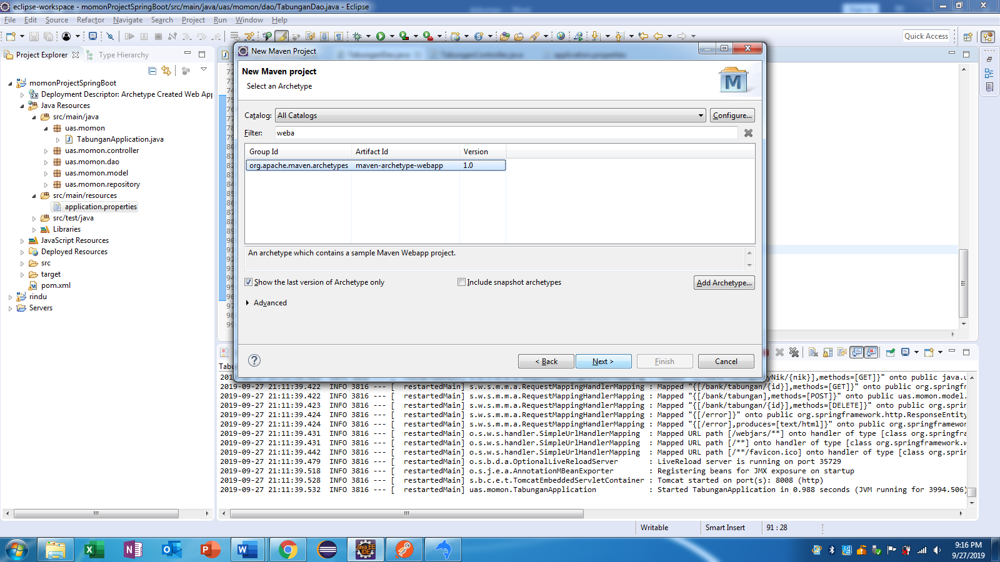 eclipse-workspace - momonProjectSpringBoot/src/main/java/uas/momon/dao/TabunganDao.java - Eclipse
File Edit Source Refactor Navigate Search Project Run Window Help
Quick Access
Project Explorer
Type Hierarchy
momonProjectSpringBoot
Deployment Descriptor: Archetype Created Web App
Java Resources
src/main/java
uas.momon
TabunganApplication.java
uas.momon.controller
uas.momon.dao
uas.momon.model
uas.momon.repository
src/main/resources
application.properties
src/test/java
Libraries
JavaScript Resources
Deployed Resources
src
target
pom.xml
rindu
Servers
New Maven Project
New Maven project
Select an Archetype
Catalog: All Catalogs Configure...
Filter: weba
Group Id Artifact Id Version
org.apache.maven.archetypes maven-archetype-webapp 1.0
An archetype which contains a sample Maven Webapp project.
Show the last version of Archetype only Include snapshot archetypes Add Archetype...
Advanced
< Back Next > Finish Cancel
2019-09-27 21:11:39.422 INFO 3816 --- [ restartedMain] s.w.s.m.m.a.RequestMappingHandlerMapping : Mapped "{[/bank/tabungan/{id}],methods=[GET]}" onto public org.springfr
2019-09-27 21:11:39.422 INFO 3816 --- [ restartedMain] s.w.s.m.m.a.RequestMappingHandlerMapping : Mapped "{[/bank/tabungan],methods=[POST]}" onto public uas.momon.model.
2019-09-27 21:11:39.423 INFO 3816 --- [ restartedMain] s.w.s.m.m.a.RequestMappingHandlerMapping : Mapped "{[/bank/tabungan/{id}],methods=[DELETE]}" onto public org.sprin
2019-09-27 21:11:39.424 INFO 3816 --- [ restartedMain] s.w.s.m.m.a.RequestMappingHandlerMapping : Mapped "{[/error]}" onto public org.springframework.http.ResponseEntity
2019-09-27 21:11:39.424 INFO 3816 --- [ restartedMain] s.w.s.m.m.a.RequestMappingHandlerMapping : Mapped "{[/error],produces=[text/html]}" onto public org.springframework
2019-09-27 21:11:39.431 INFO 3816 --- [ restartedMain] o.s.w.s.handler.SimpleUrlHandlerMapping : Mapped URL path [/webjars/**] onto handler of type [class org.springfra
2019-09-27 21:11:39.431 INFO 3816 --- [ restartedMain] o.s.w.s.handler.SimpleUrlHandlerMapping : Mapped URL path [/**] onto handler of type [class org.springframework.w
2019-09-27 21:11:39.442 INFO 3816 --- [ restartedMain] o.s.w.s.handler.SimpleUrlHandlerMapping : Mapped URL path [/**/favicon.ico] onto handler of type [class org.sprin
2019-09-27 21:11:39.479 INFO 3816 --- [ restartedMain] o.s.b.d.a.OptionalLiveReloadServer : LiveReload server is running on port 35729
2019-09-27 21:11:39.518 INFO 3816 --- [ restartedMain] o.s.j.e.a.AnnotationMBeanExporter : Registering beans for JMX exposure on startup
2019-09-27 21:11:39.528 INFO 3816 --- [ restartedMain] s.b.c.e.t.TomcatEmbeddedServletContainer : Tomcat started on port(s): 8008 (http)
2019-09-27 21:11:39.532 INFO 3816 --- [ restartedMain] uas.momon.TabunganApplication : Started TabunganApplication in 0.988 seconds (JVM running for 3994.506)
Writable Smart Insert 91 : 28
9:16 PM
9/27/2019